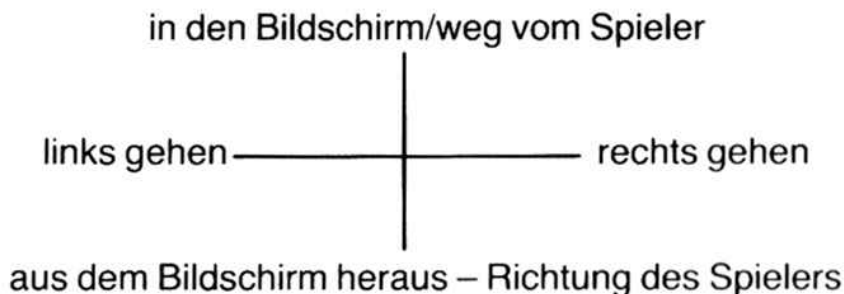 in den Bildschirm/weg vom Spieler
links gehen
rechts gehen
aus dem Bildschirm heraus – Richtung des Spielers